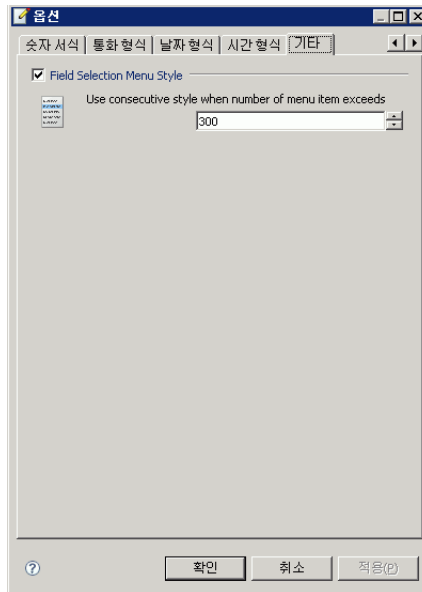 옵션
숫자 서식 통화 형식 날짜 형식 시간 형식 기타
Field Selection Menu Style
Use consecutive style when number of menu item exceeds
300
확인 취소 적용(P)